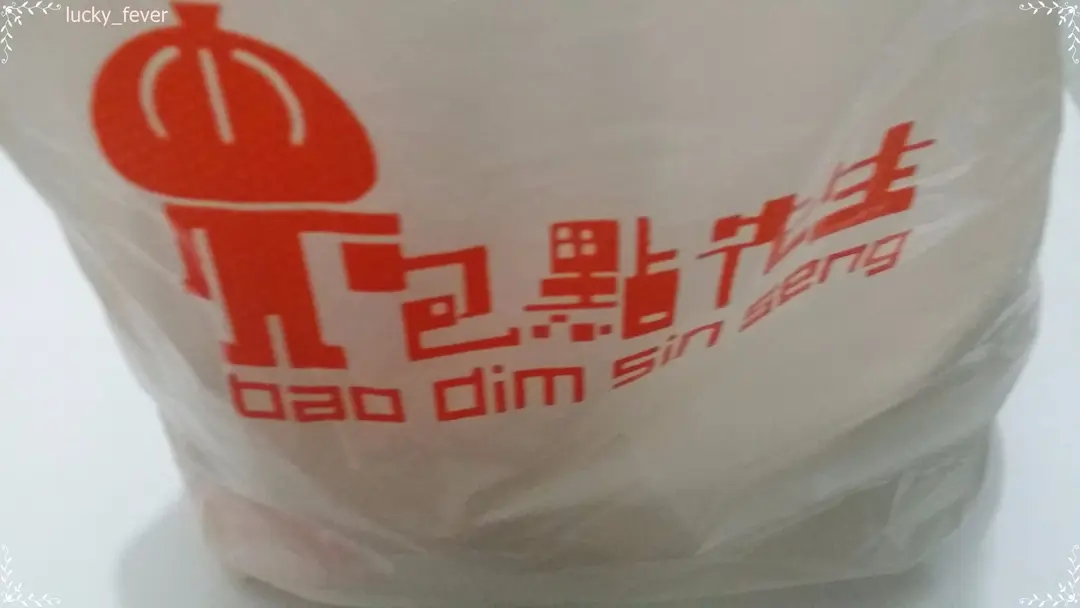 lucky_fever
包點先生
bao dim sin seng